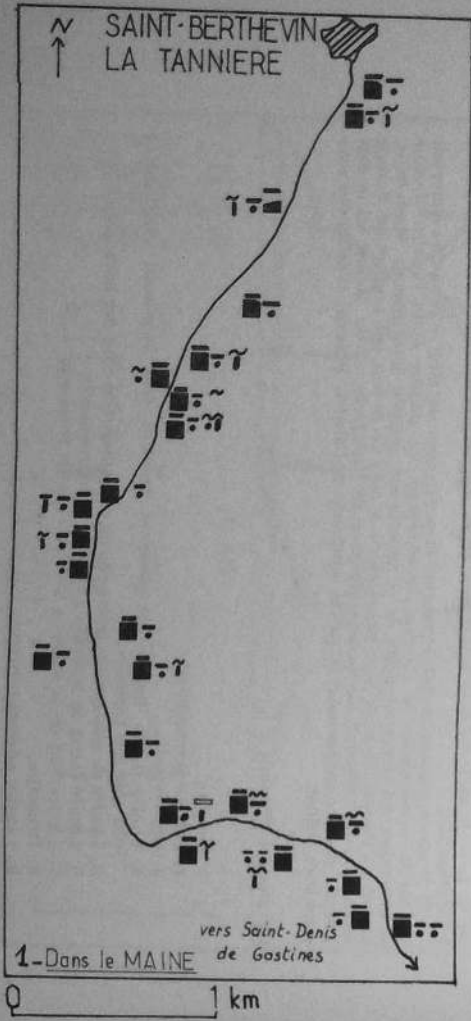 SAINT-BERTHEVIN
LA TANNIERE
vers Saint-Denis
de Gastines
1-Dans le MAINE
0 1 km